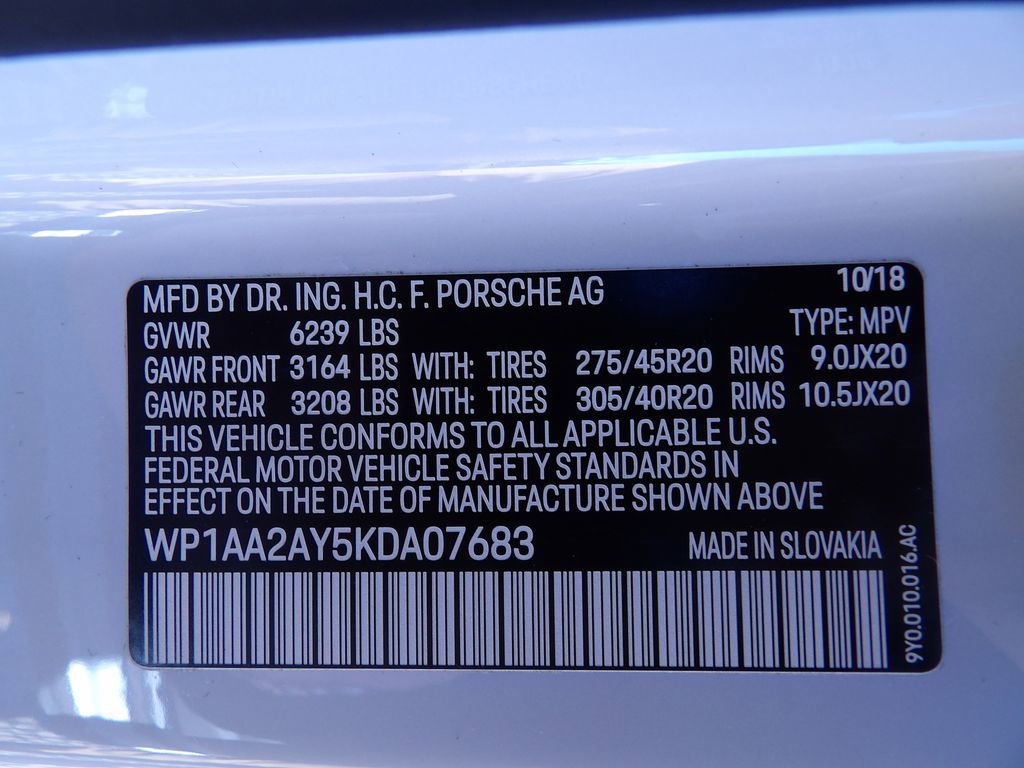 MFD BY DR. ING. H.C. F. PORSCHE AG 10/18
GVWR 6239 LBS TYPE: MPV
GAWR FRONT 3164 LBS WITH: TIRES 275/45R20 RIMS 9.0JX20
GAWR REAR 3208 LBS WITH: TIRES 305/40R20 RIMS 10.5JX20
THIS VEHICLE CONFORMS TO ALL APPLICABLE U.S.
FEDERAL MOTOR VEHICLE SAFETY STANDARDS IN
EFFECT ON THE DATE OF MANUFACTURE SHOWN ABOVE
WP1AA2AY5KDA07683 MADE IN SLOVAKIA
9Y0.010.016.AC